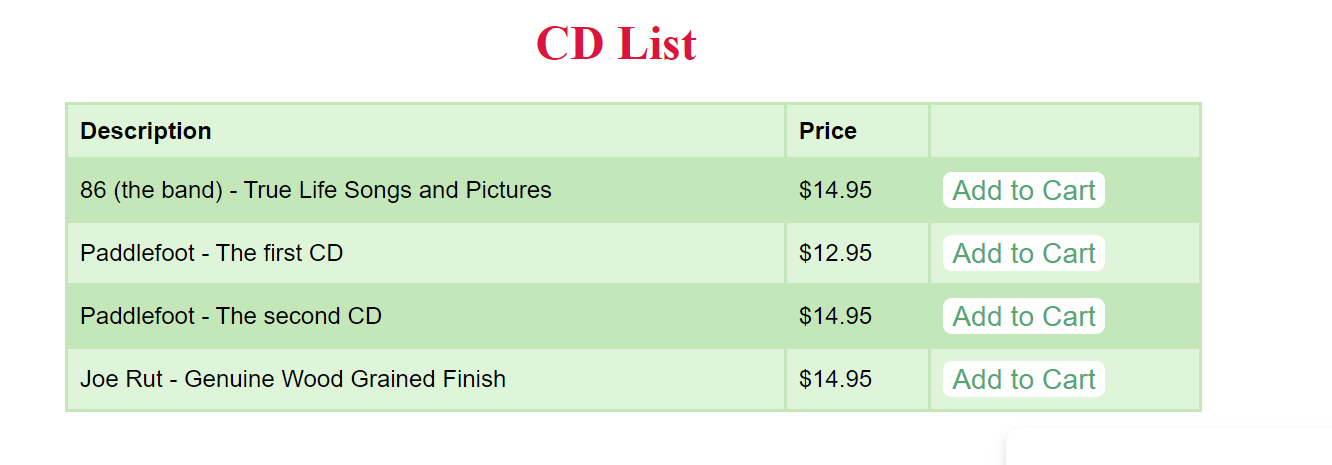 CD List
Description Price
86 (the band) - True Life Songs and Pictures $14.95 Add to Cart
Paddlefoot - The first CD $12.95 Add to Cart
Paddlefoot - The second CD $14.95 Add to Cart
Joe Rut - Genuine Wood Grained Finish $14.95 Add to Cart